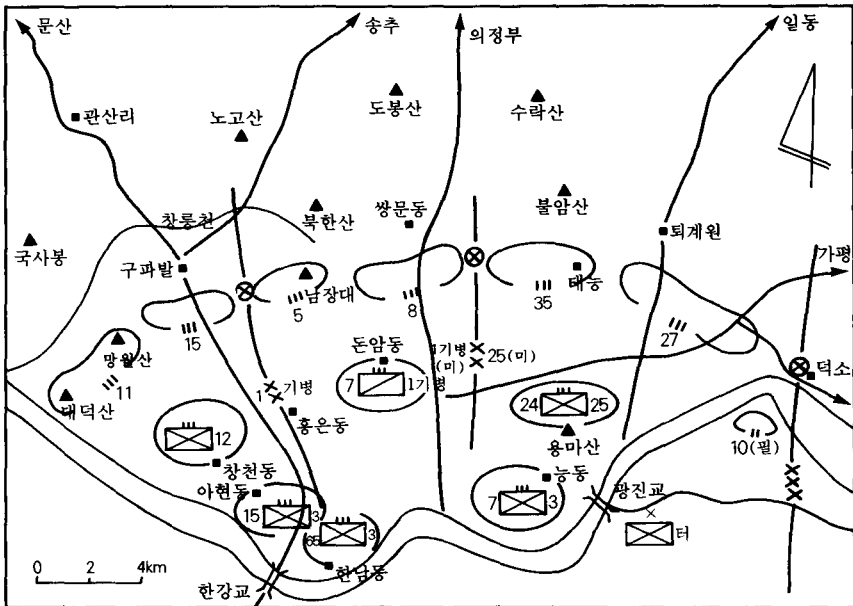 문산
송추
의정부
일동
관산리
노고산
도봉산
수락산
창릉천
북한산
쌍문동
불암산
퇴계원
국사봉
구파발
가평
남장대
태능
5
8
35
15
27
망월산
돈암동
1기병
(미)
25(미)
덕소
11
대덕산
1
기병
7
1기병
홍은동
24
25
용마산
10(필)
12
창천동
아현동
능동
광진교
15
3
65
3
7
3
터
한남동
한강교
0
2
4km